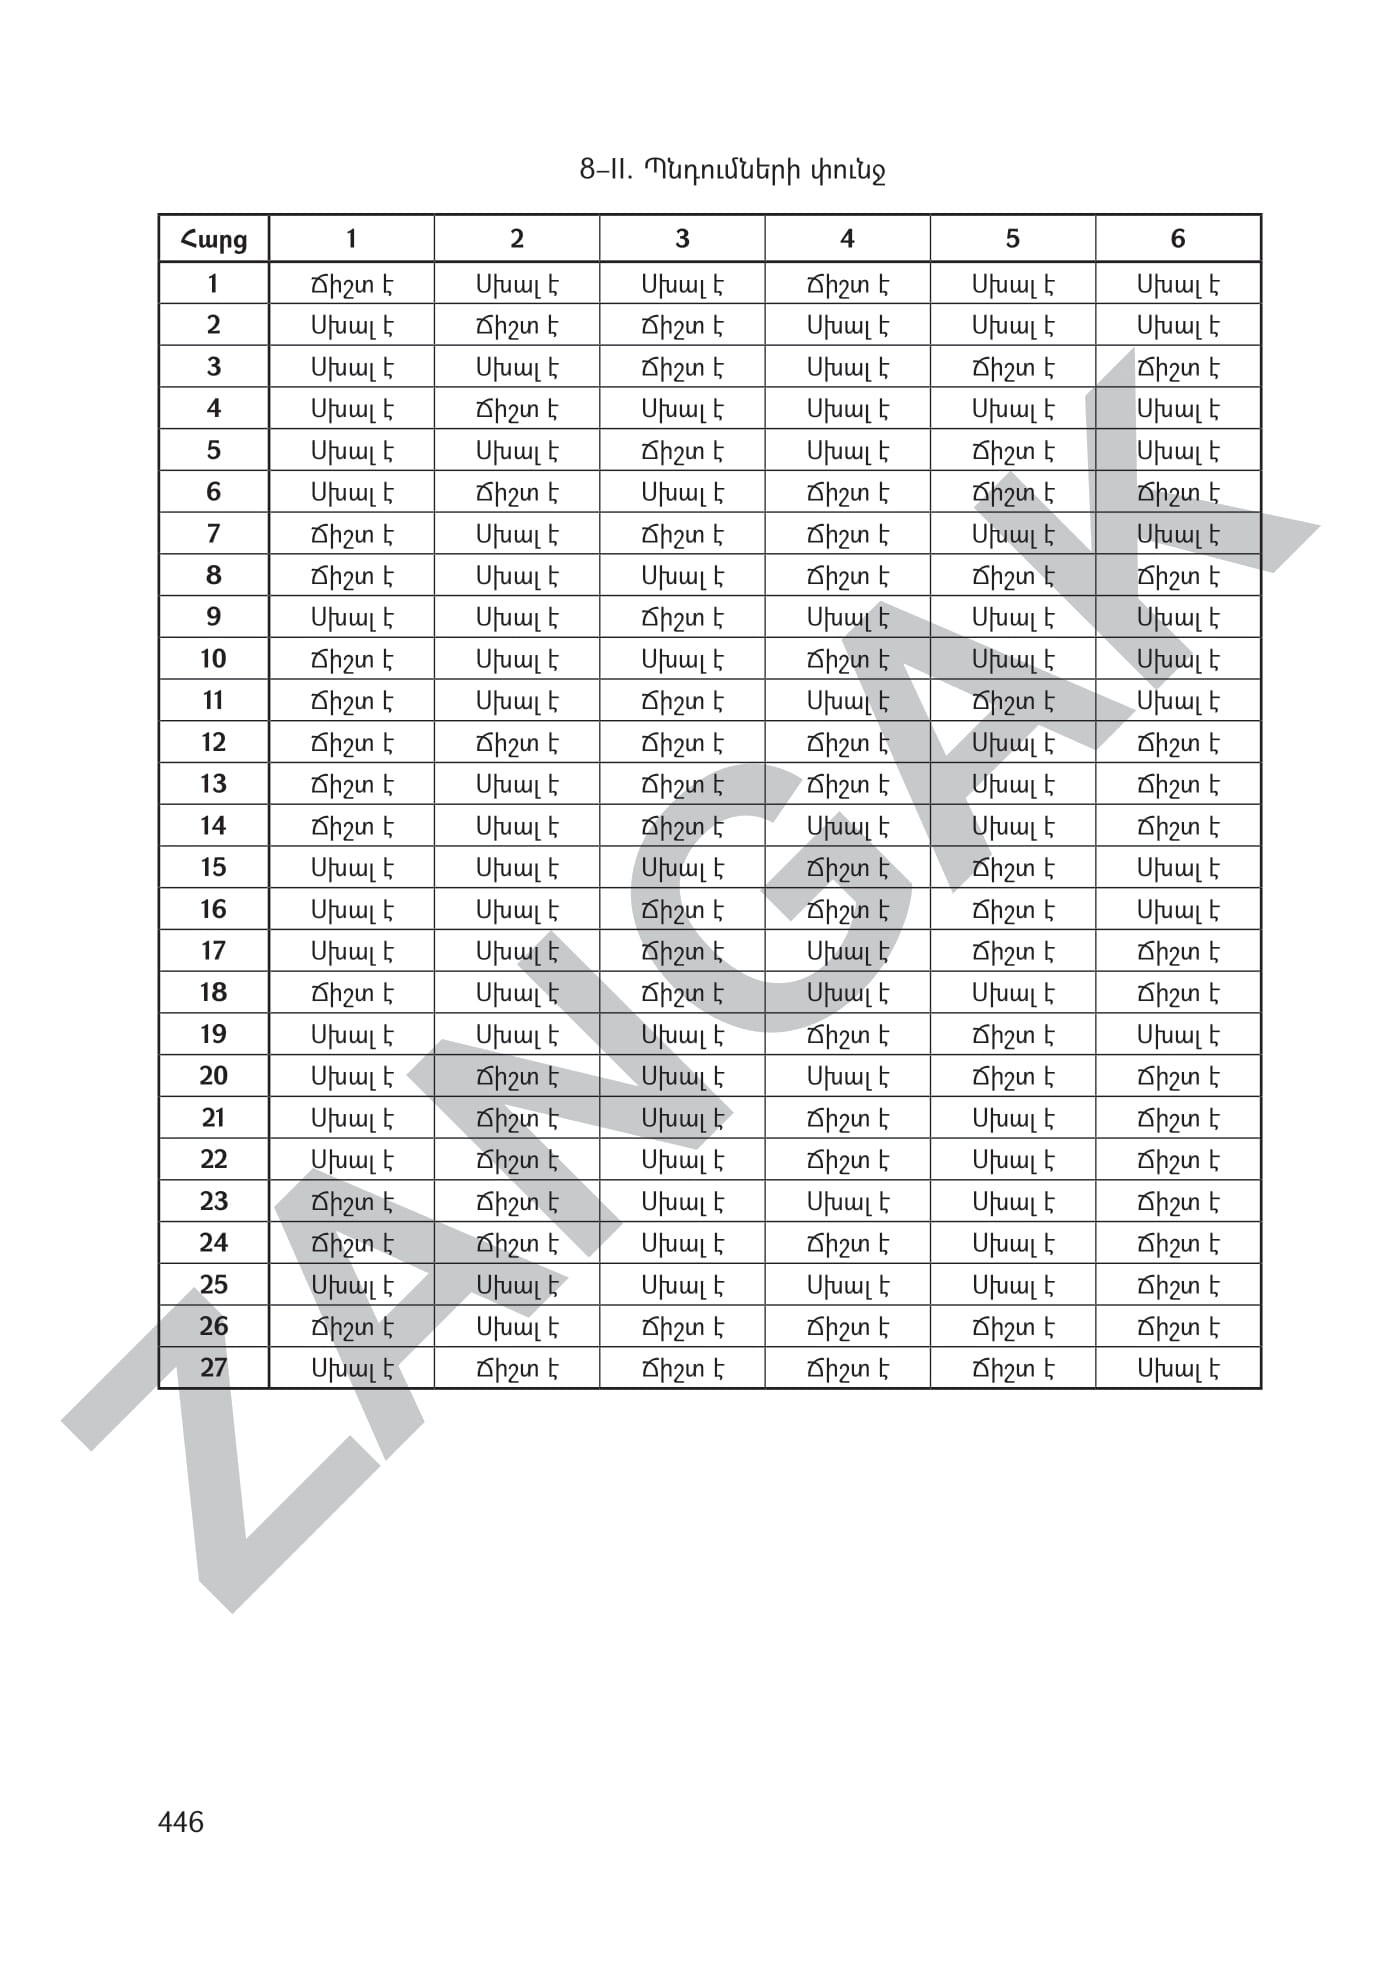 8–II. Պնդումների փունջ
Հարց 1 2 3 4 5 6
1 Ճիշտ է Սխալ է Սխալ է Ճիշտ է Սխալ է Սխալ է
2 Սխալ է Ճիշտ է Ճիշտ է Սխալ է Սխալ է Սխալ է
3 Սխալ է Սխալ է Ճիշտ է Սխալ է Ճիշտ է Ճիշտ է
4 Սխալ է Ճիշտ է Սխալ է Սխալ է Սխալ է Սխալ է
5 Սխալ է Սխալ է Ճիշտ է Սխալ է Ճիշտ է Սխալ է
6 Սխալ է Ճիշտ է Սխալ է Ճիշտ է Ճիշտ է Ճիշտ է
7 Ճիշտ է Սխալ է Ճիշտ է Ճիշտ է Սխալ է Սխալ է
8 Ճիշտ է Սխալ է Սխալ է Ճիշտ է Ճիշտ է Ճիշտ է
9 Սխալ է Սխալ է Ճիշտ է Սխալ է Սխալ է Սխալ է
10 Ճիշտ է Սխալ է Սխալ է Ճիշտ է Սխալ է Սխալ է
11 Ճիշտ է Սխալ է Ճիշտ է Սխալ է Ճիշտ է Սխալ է
12 Ճիշտ է Ճիշտ է Ճիշտ է Ճիշտ է Սխալ է Ճիշտ է
13 Ճիշտ է Սխալ է Ճիշտ է Ճիշտ է Սխալ է Ճիշտ է
14 Ճիշտ է Սխալ է Ճիշտ է Սխալ է Սխալ է Ճիշտ է
15 Սխալ է Սխալ է Սխալ է Ճիշտ է Ճիշտ է Սխալ է
16 Սխալ է Սխալ է Ճիշտ է Ճիշտ է Ճիշտ է Սխալ է
17 Սխալ է Սխալ է Ճիշտ է Սխալ է Ճիշտ է Ճիշտ է
18 Ճիշտ է Սխալ է Ճիշտ է Սխալ է Սխալ է Ճիշտ է
19 Սխալ է Սխալ է Սխալ է Ճիշտ է Ճիշտ է Սխալ է
20 Սխալ է Ճիշտ է Սխալ է Սխալ է Ճիշտ է Ճիշտ է
21 Սխալ է Ճիշտ է Սխալ է Ճիշտ է Սխալ է Ճիշտ է
22 Սխալ է Ճիշտ է Սխալ է Ճիշտ է Սխալ է Ճիշտ է
23 Ճիշտ է Ճիշտ է Սխալ է Սխալ է Սխալ է Ճիշտ է
24 Ճիշտ է Ճիշտ է Սխալ է Ճիշտ է Սխալ է Ճիշտ է
25 Սխալ է Սխալ է Սխալ է Սխալ է Սխալ է Ճիշտ է
26 Ճիշտ է Սխալ է Ճիշտ է Ճիշտ է Ճիշտ է Ճիշտ է
27 Սխալ է Ճիշտ է Ճիշտ է Ճիշտ է Ճիշտ է Սխալ է
ZANGAK
446